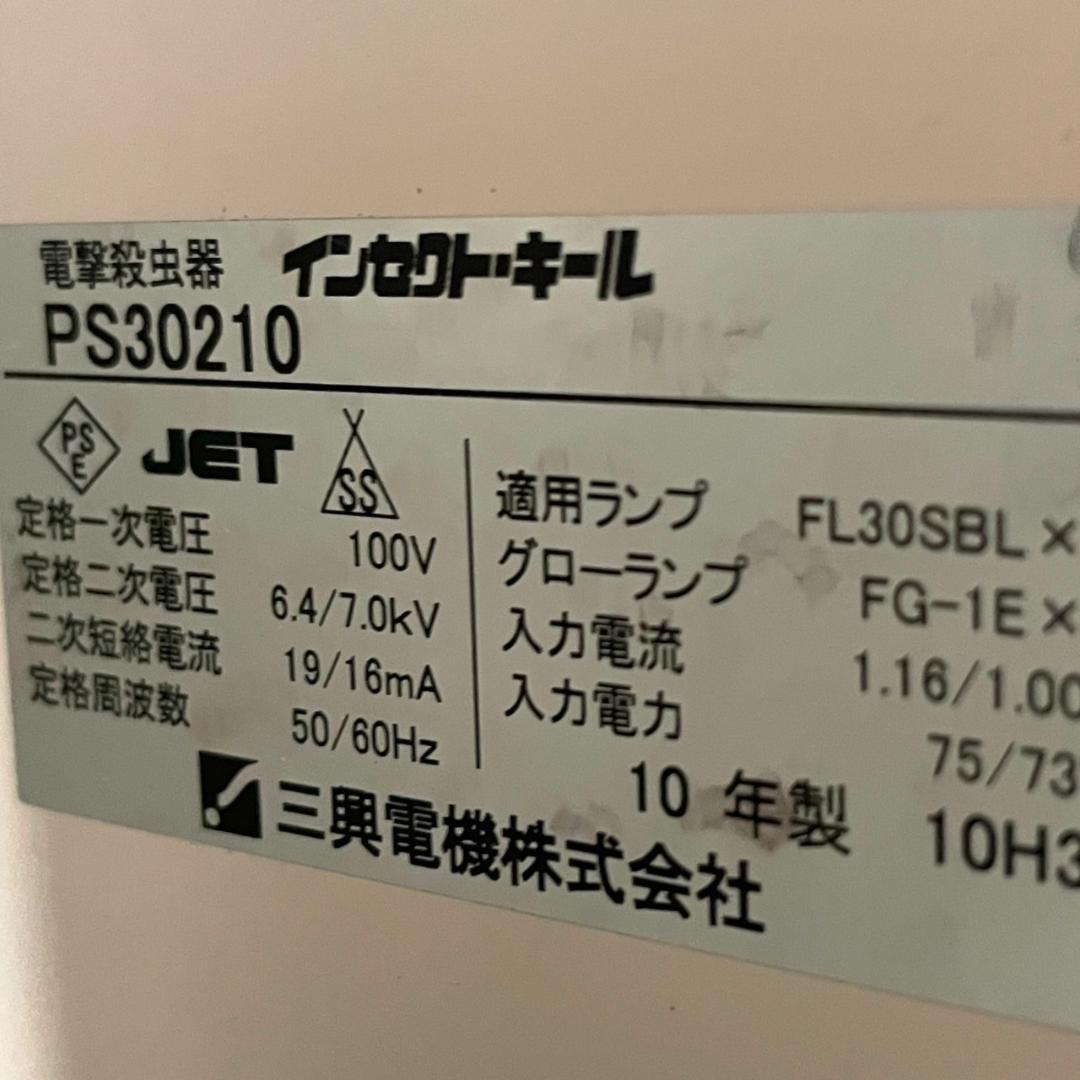 電撃殺虫器 インセクト・キール
PS30210
PS
E
JET
SS
定格一次電圧 100V
定格二次電圧 6.4/7.0kV
二次短絡電流 19/16mA
定格周波数 50/60Hz
適用ランプ FL30SBL ×
グローランプ FG-1E ×
入力電流 1.16/1.00
入力電力 75/73
10 年製 10H3
三興電機株式会社